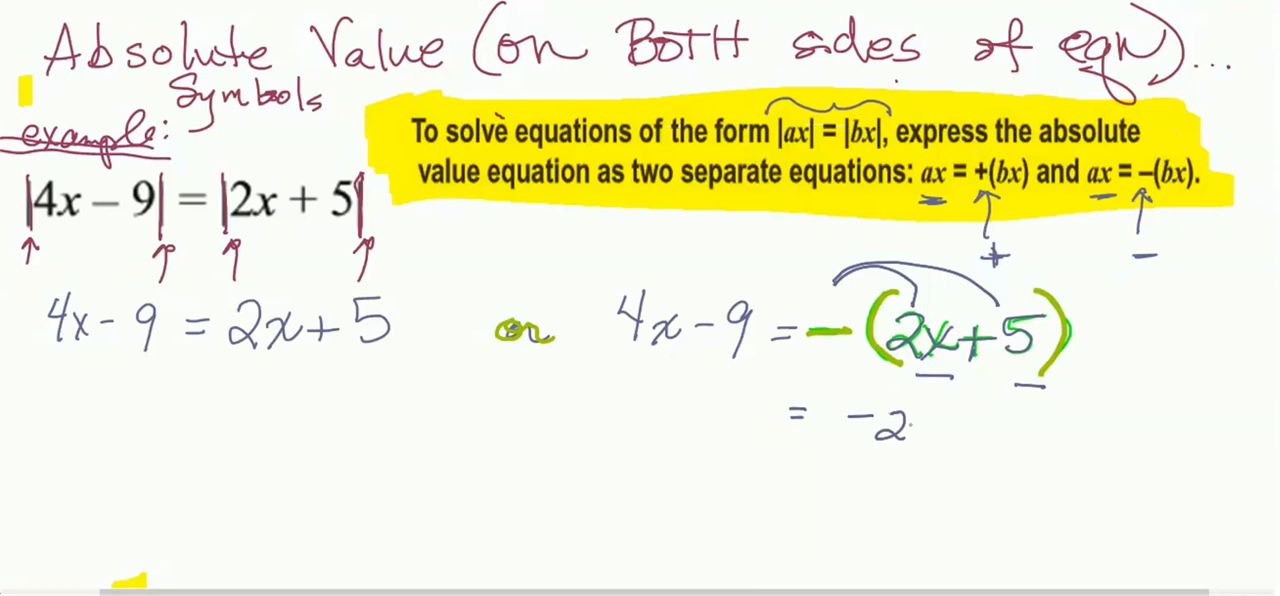 Absolute Value (on BOTH sides of eqn)...
Symbols
example:
To solve equations of the form |ax| = |bx|, express the absolute
value equation as two separate equations: ax = +(bx) and ax = –(bx).
|4x – 9| = |2x + 5|
+ –
4x - 9 = 2x + 5 or 4x - 9 = - (2x + 5)
= -2